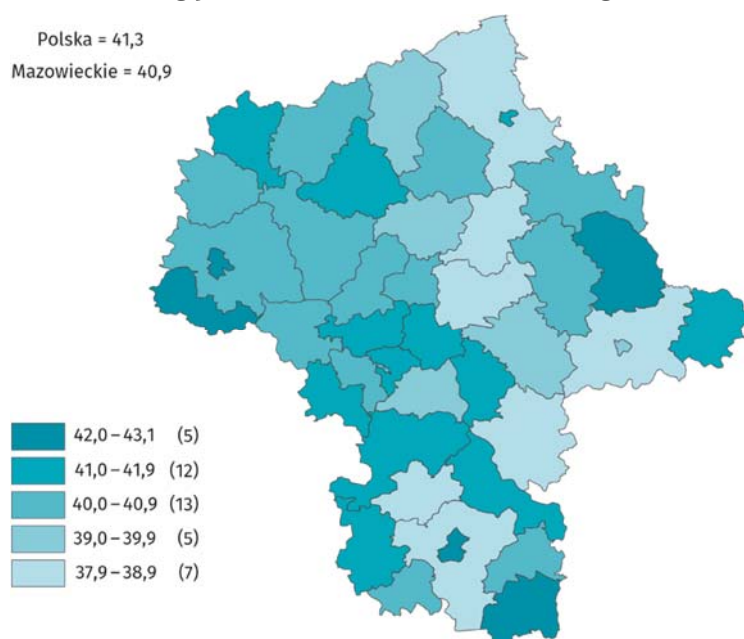 Polska = 41,3
Mazowieckie = 40,9
42,0–43,1 (5)
41,0–41,9 (12)
40,0–40,9 (13)
39,0–39,9 (5)
37,9–38,9 (7)